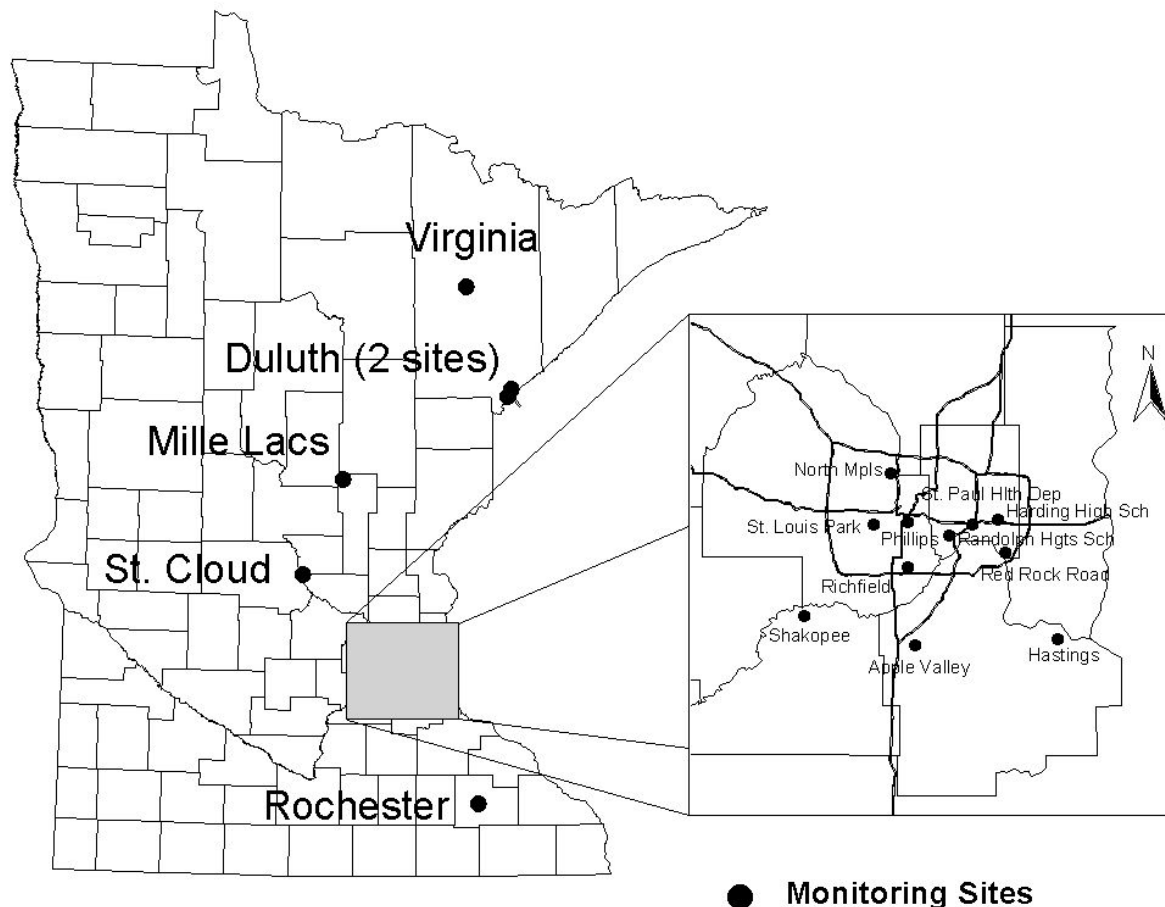 Virginia
Duluth (2 sites)
Mille Lacs
St. Cloud
Rochester
N
North Mpls
St. Paul Hlth Dep
Harding High Sch
St. Louis Park
Phillips
Randolph Hgts Sch
Richfield
Red Rock Road
Shakopee
Apple Valley
Hastings
Monitoring Sites